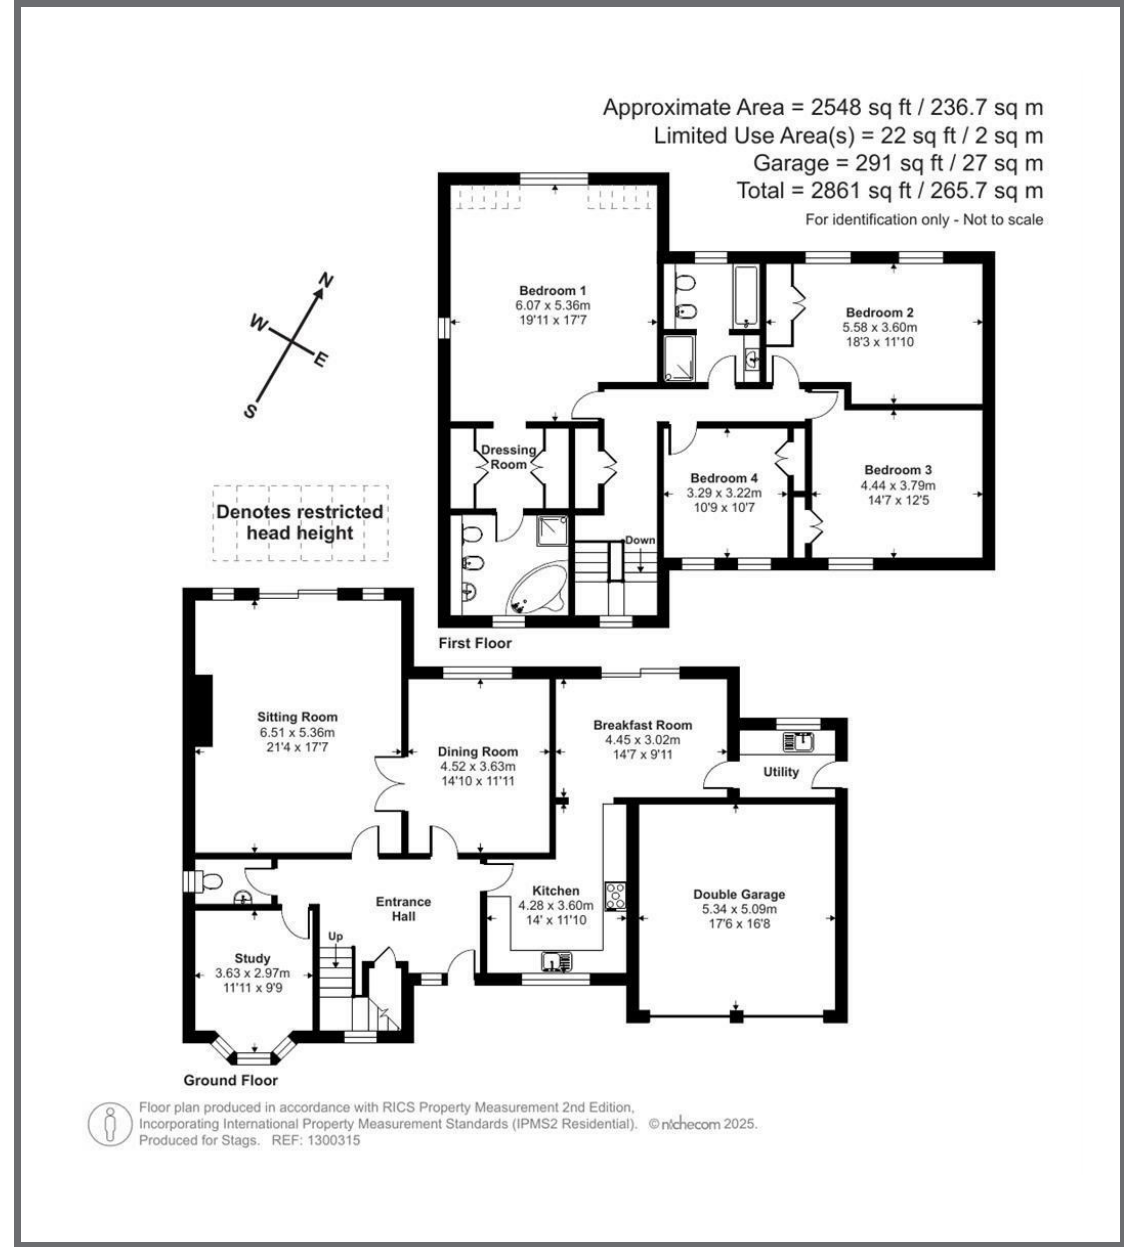 Approximate Area = 2548 sq ft / 236.7 sq m
Limited Use Area(s) = 22 sq ft / 2 sq m
Garage = 291 sq ft / 27 sq m
Total = 2861 sq ft / 265.7 sq m
For identification only - Not to scale
N
W
E
S
Bedroom 1
6.07 x 5.36m
19'11 x 17'7
Bedroom 2
5.58 x 3.60m
18'3 x 11'10
Dressing
Room
Bedroom 4
3.29 x 3.22m
10'9 x 10'7
Bedroom 3
4.44 x 3.79m
14'7 x 12'5
Down
Denotes restricted
head height
First Floor
Sitting Room
6.51 x 5.36m
21'4 x 17'7
Dining Room
4.52 x 3.63m
14'10 x 11'11
Breakfast Room
4.45 x 3.02m
14'7 x 9'11
Utility
Entrance
Hall
Kitchen
4.28 x 3.60m
14' x 11'10
Double Garage
5.34 x 5.09m
17'6 x 16'8
Up
Study
3.63 x 2.97m
11'11 x 9'9
Ground Floor
Floor plan produced in accordance with RICS Property Measurement 2nd Edition,
Incorporating International Property Measurement Standards (IPMS2 Residential). © nichecom 2025.
Produced for Stags. REF: 1300315